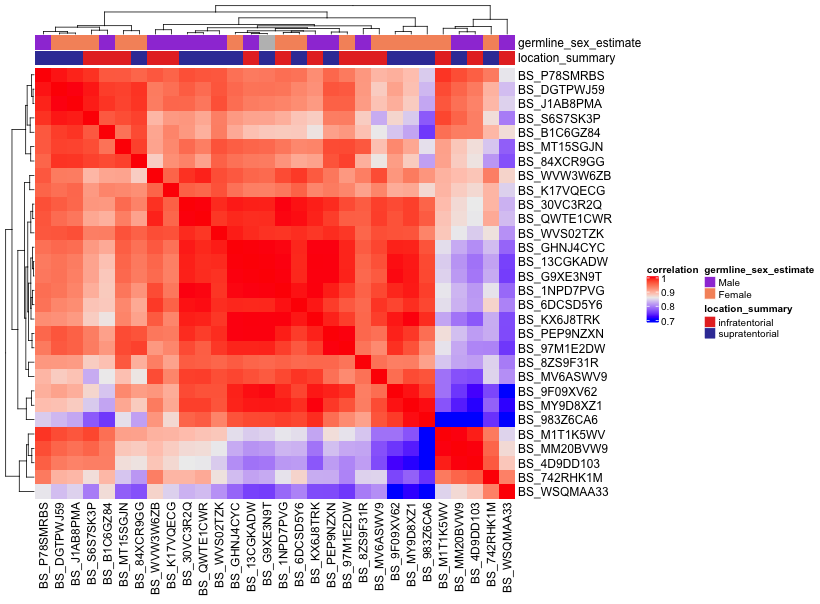 germline_sex_estimate
location_summary
BS_P78SMRBS
BS_DGTPWJ59
BS_J1AB8PMA
BS_S6S7SK3P
BS_B1C6GZ84
BS_MT15SGJN
BS_84XCR9GG
BS_WVW3W6ZB
BS_K17VQECG
BS_30VC3R2Q
BS_QWTE1CWR
BS_WVS02TZK
BS_GHNJ4CYC
BS_13CGKADW
BS_G9XE3N9T
BS_1NPD7PVG
BS_6DCSD5Y6
BS_KX6J8TRK
BS_PEP9NZXN
BS_97M1E2DW
BS_8ZS9F31R
BS_MV6ASWV9
BS_9F09XV62
BS_MY9D8XZ1
BS_983Z6CA6
BS_M1T1K5WV
BS_MM20BVW9
BS_4D9DD103
BS_742RHK1M
BS_WSQMAA33
BS_P78SMRBS
BS_DGTPWJ59
BS_J1AB8PMA
BS_S6S7SK3P
BS_B1C6GZ84
BS_MT15SGJN
BS_84XCR9GG
BS_WVW3W6ZB
BS_K17VQECG
BS_30VC3R2Q
BS_QWTE1CWR
BS_WVS02TZK
BS_GHNJ4CYC
BS_13CGKADW
BS_G9XE3N9T
BS_1NPD7PVG
BS_6DCSD5Y6
BS_KX6J8TRK
BS_PEP9NZXN
BS_97M1E2DW
BS_8ZS9F31R
BS_MV6ASWV9
BS_9F09XV62
BS_MY9D8XZ1
BS_983Z6CA6
BS_M1T1K5WV
BS_MM20BVW9
BS_4D9DD103
BS_742RHK1M
BS_WSQMAA33
correlation
1
0.9
0.8
0.7
germline_sex_estimate
Male
Female
location_summary
infratentorial
supratentorial